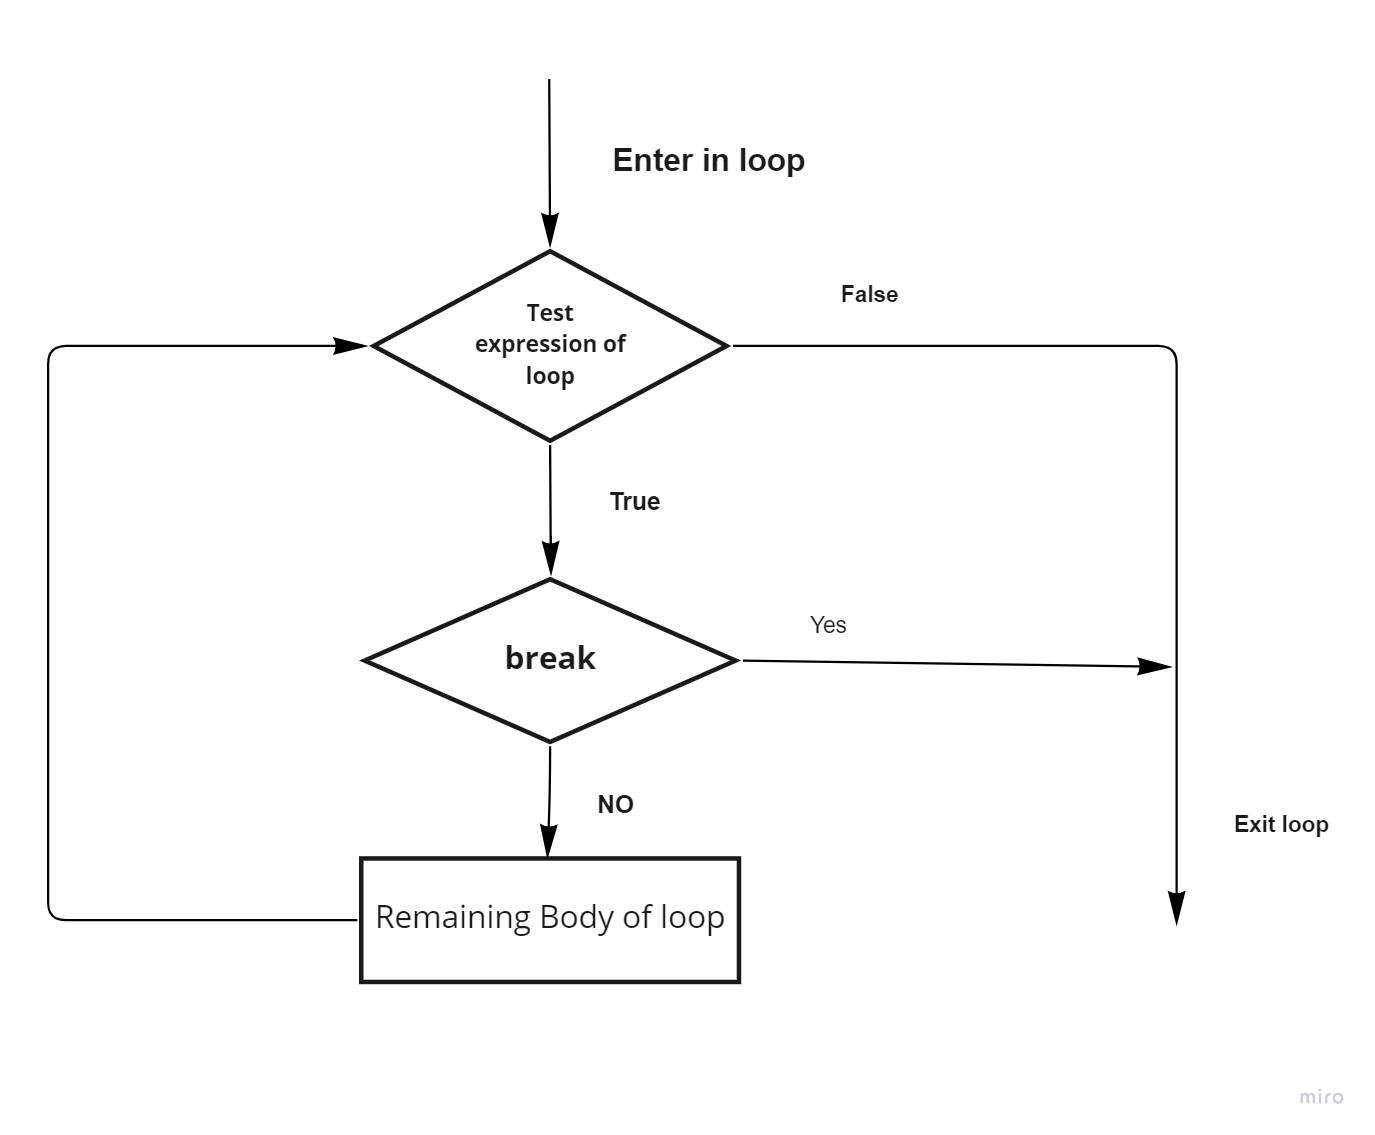 Enter in loop
False
Test
expression of
loop
True
Yes
break
NO
Exit loop
Remaining Body of loop
miro